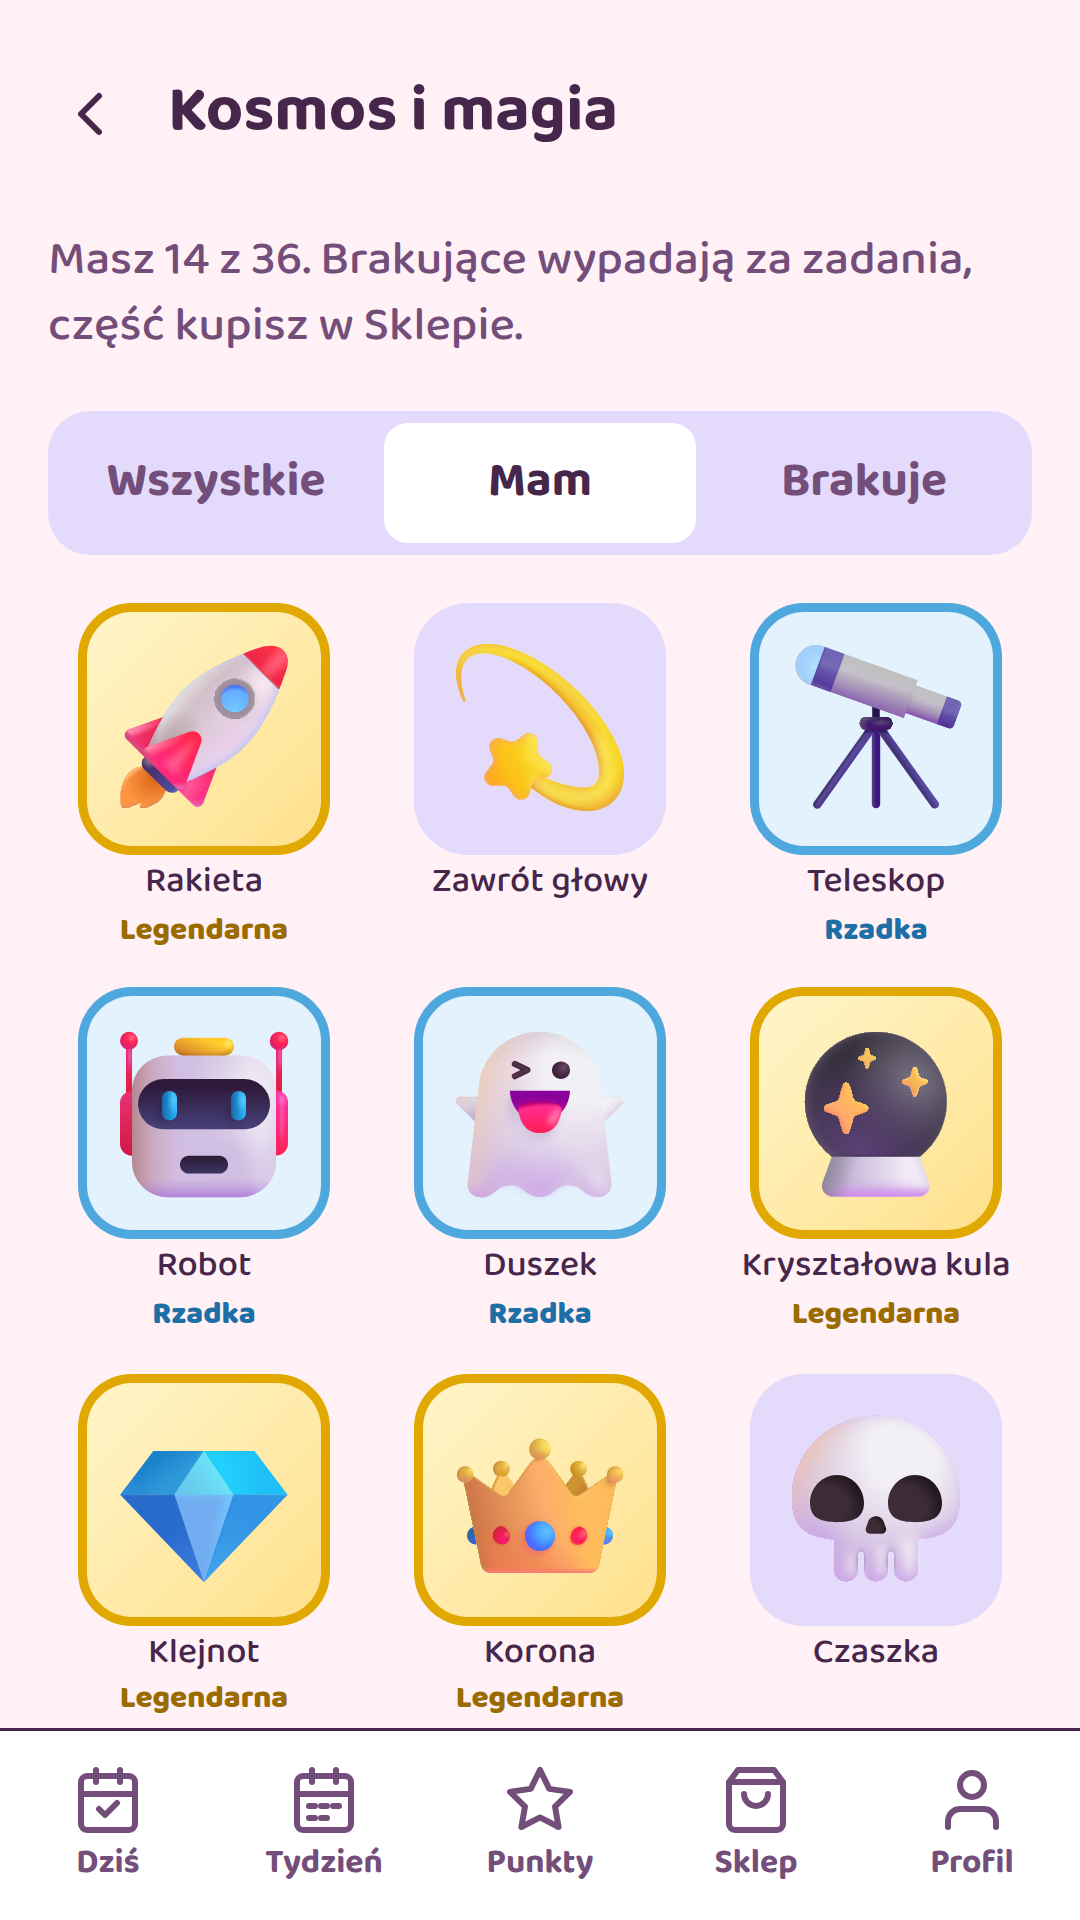 Kosmos i magia
Masz 14 z 36. Brakujące wypadają za zadania,
część kupisz w Sklepie.
Wszystkie
Mam
Brakuje
Rakieta
Legendarna
Zawrót głowy
Teleskop
Rzadka
Robot
Rzadka
Duszek
Rzadka
Kryształowa kula
Legendarna
Klejnot
Legendarna
Korona
Legendarna
Czaszka
Dziś
Tydzień
Punkty
Sklep
Profil